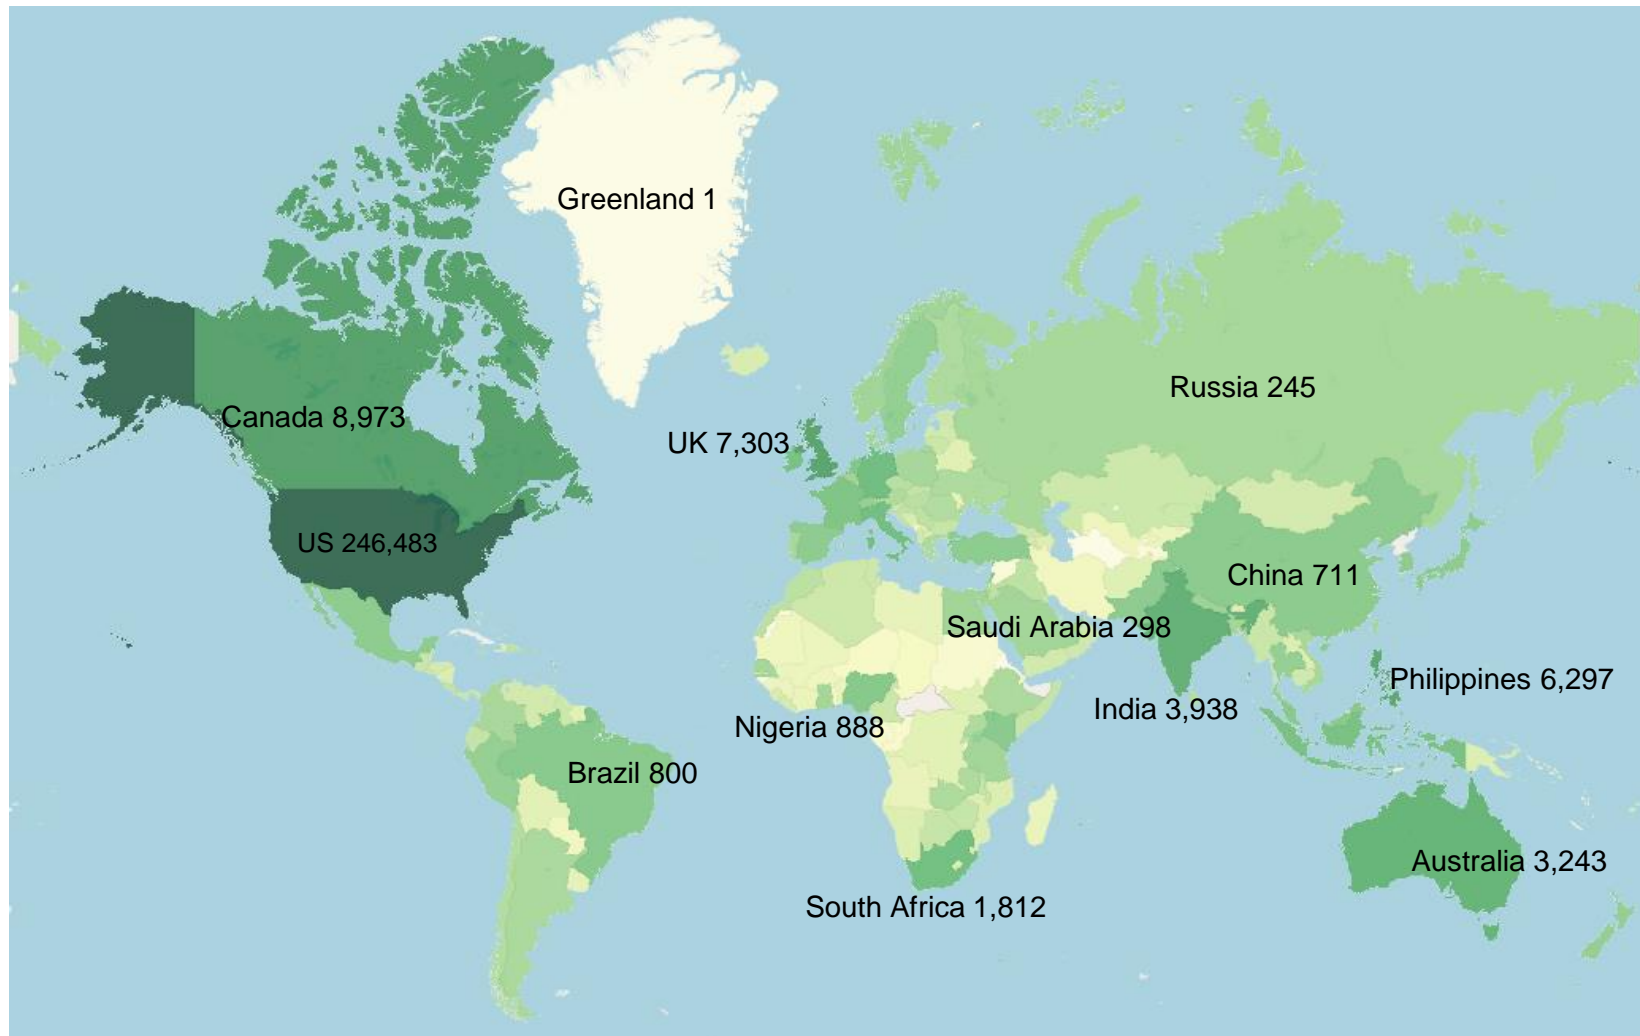 Greenland 1
Russia 245
Canada 8,973
UK 7,303
US 246,483
China 711
Saudi Arabia 298
Philippines 6,297
India 3,938
Nigeria 888
Brazil 800
Australia 3,243
South Africa 1,812